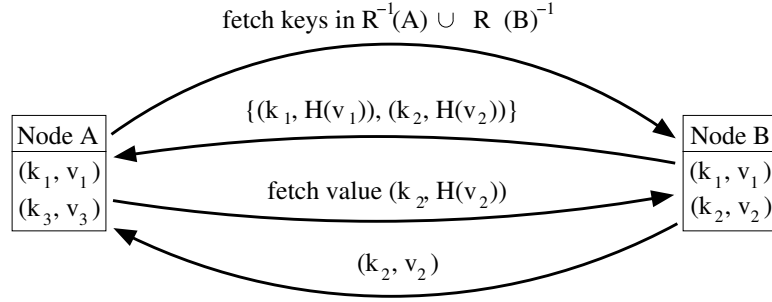 fetch keys in R⁻¹(A) ∪ R (B)⁻¹
{(k₁, H(v₁)), (k₂, H(v₂))}
Node A
(k₁, v₁)
(k₃, v₃)
Node B
(k₁, v₁)
(k₂, v₂)
fetch value (k₂, H(v₂))
(k₂, v₂)